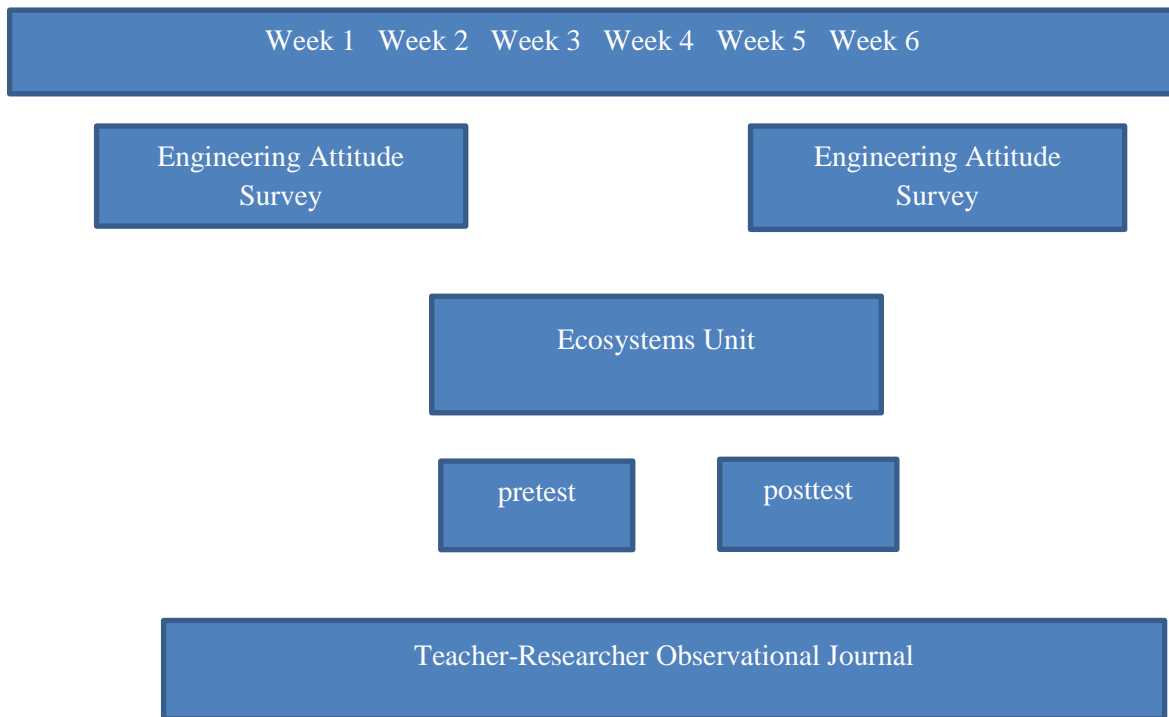 Week 1 Week 2 Week 3 Week 4 Week 5 Week 6
Engineering Attitude
Survey
Engineering Attitude
Survey
Ecosystems Unit
pretest
posttest
Teacher-Researcher Observational Journal